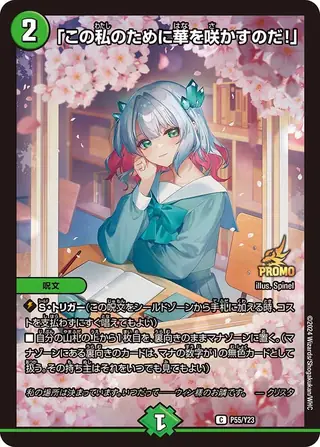 2
「この私のために華を咲かすのだ!」
PROMO
illus. Spinel
呪文
S・トリガー(この呪文をシールドゾーンから手札に加える時、コス
トを支払わずにすぐ唱えてもよい)
自分の山札の上から1枚目を、裏向きのままマナゾーンに置く。(マ
ナゾーンにある裏向きのカードは、マナの数字が1の無色カードとして
扱う。その持ち主はそれをいつでも見てもよい)
私の居所は決まっています。いつだって――ウィン様のお隣です。 ― クリスタ
1
C P55/Y23
©2024 Wizards/Shogakukan/WHC